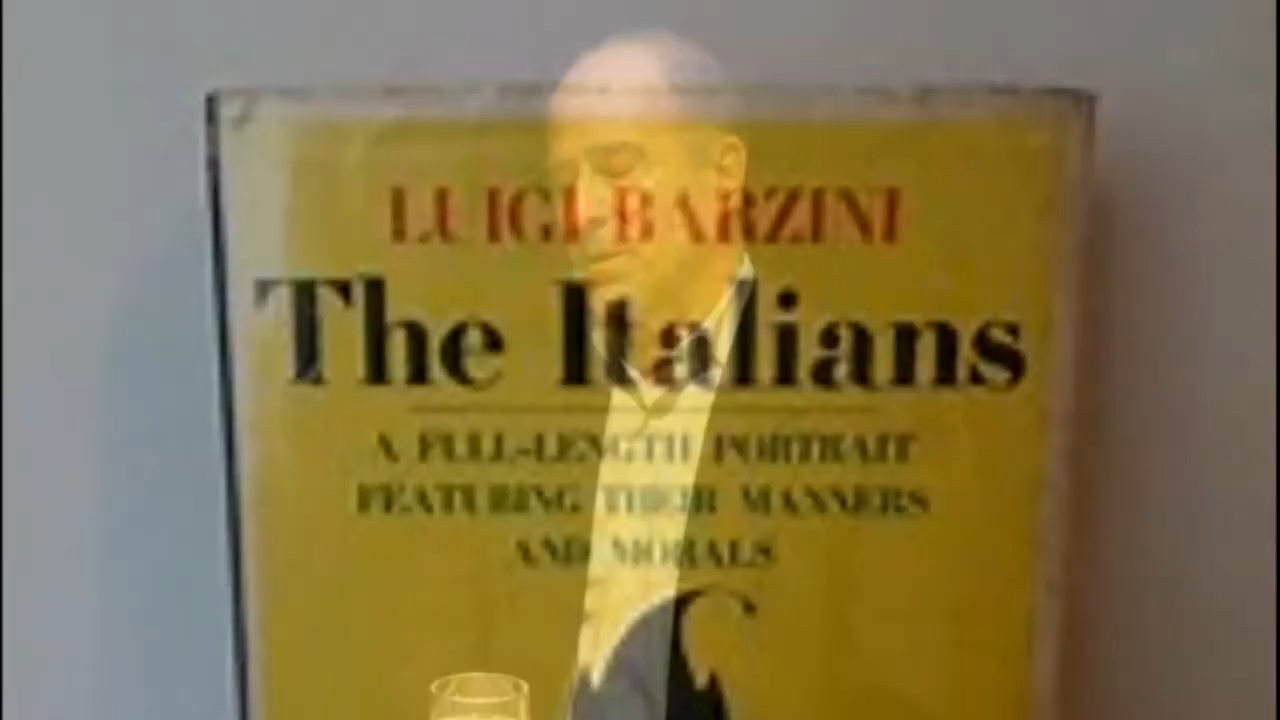 LUIGI BARZINI
The Italians
A FULL-LENGTH PORTRAIT
FEATURING THEIR MANNERS
AND MORALS